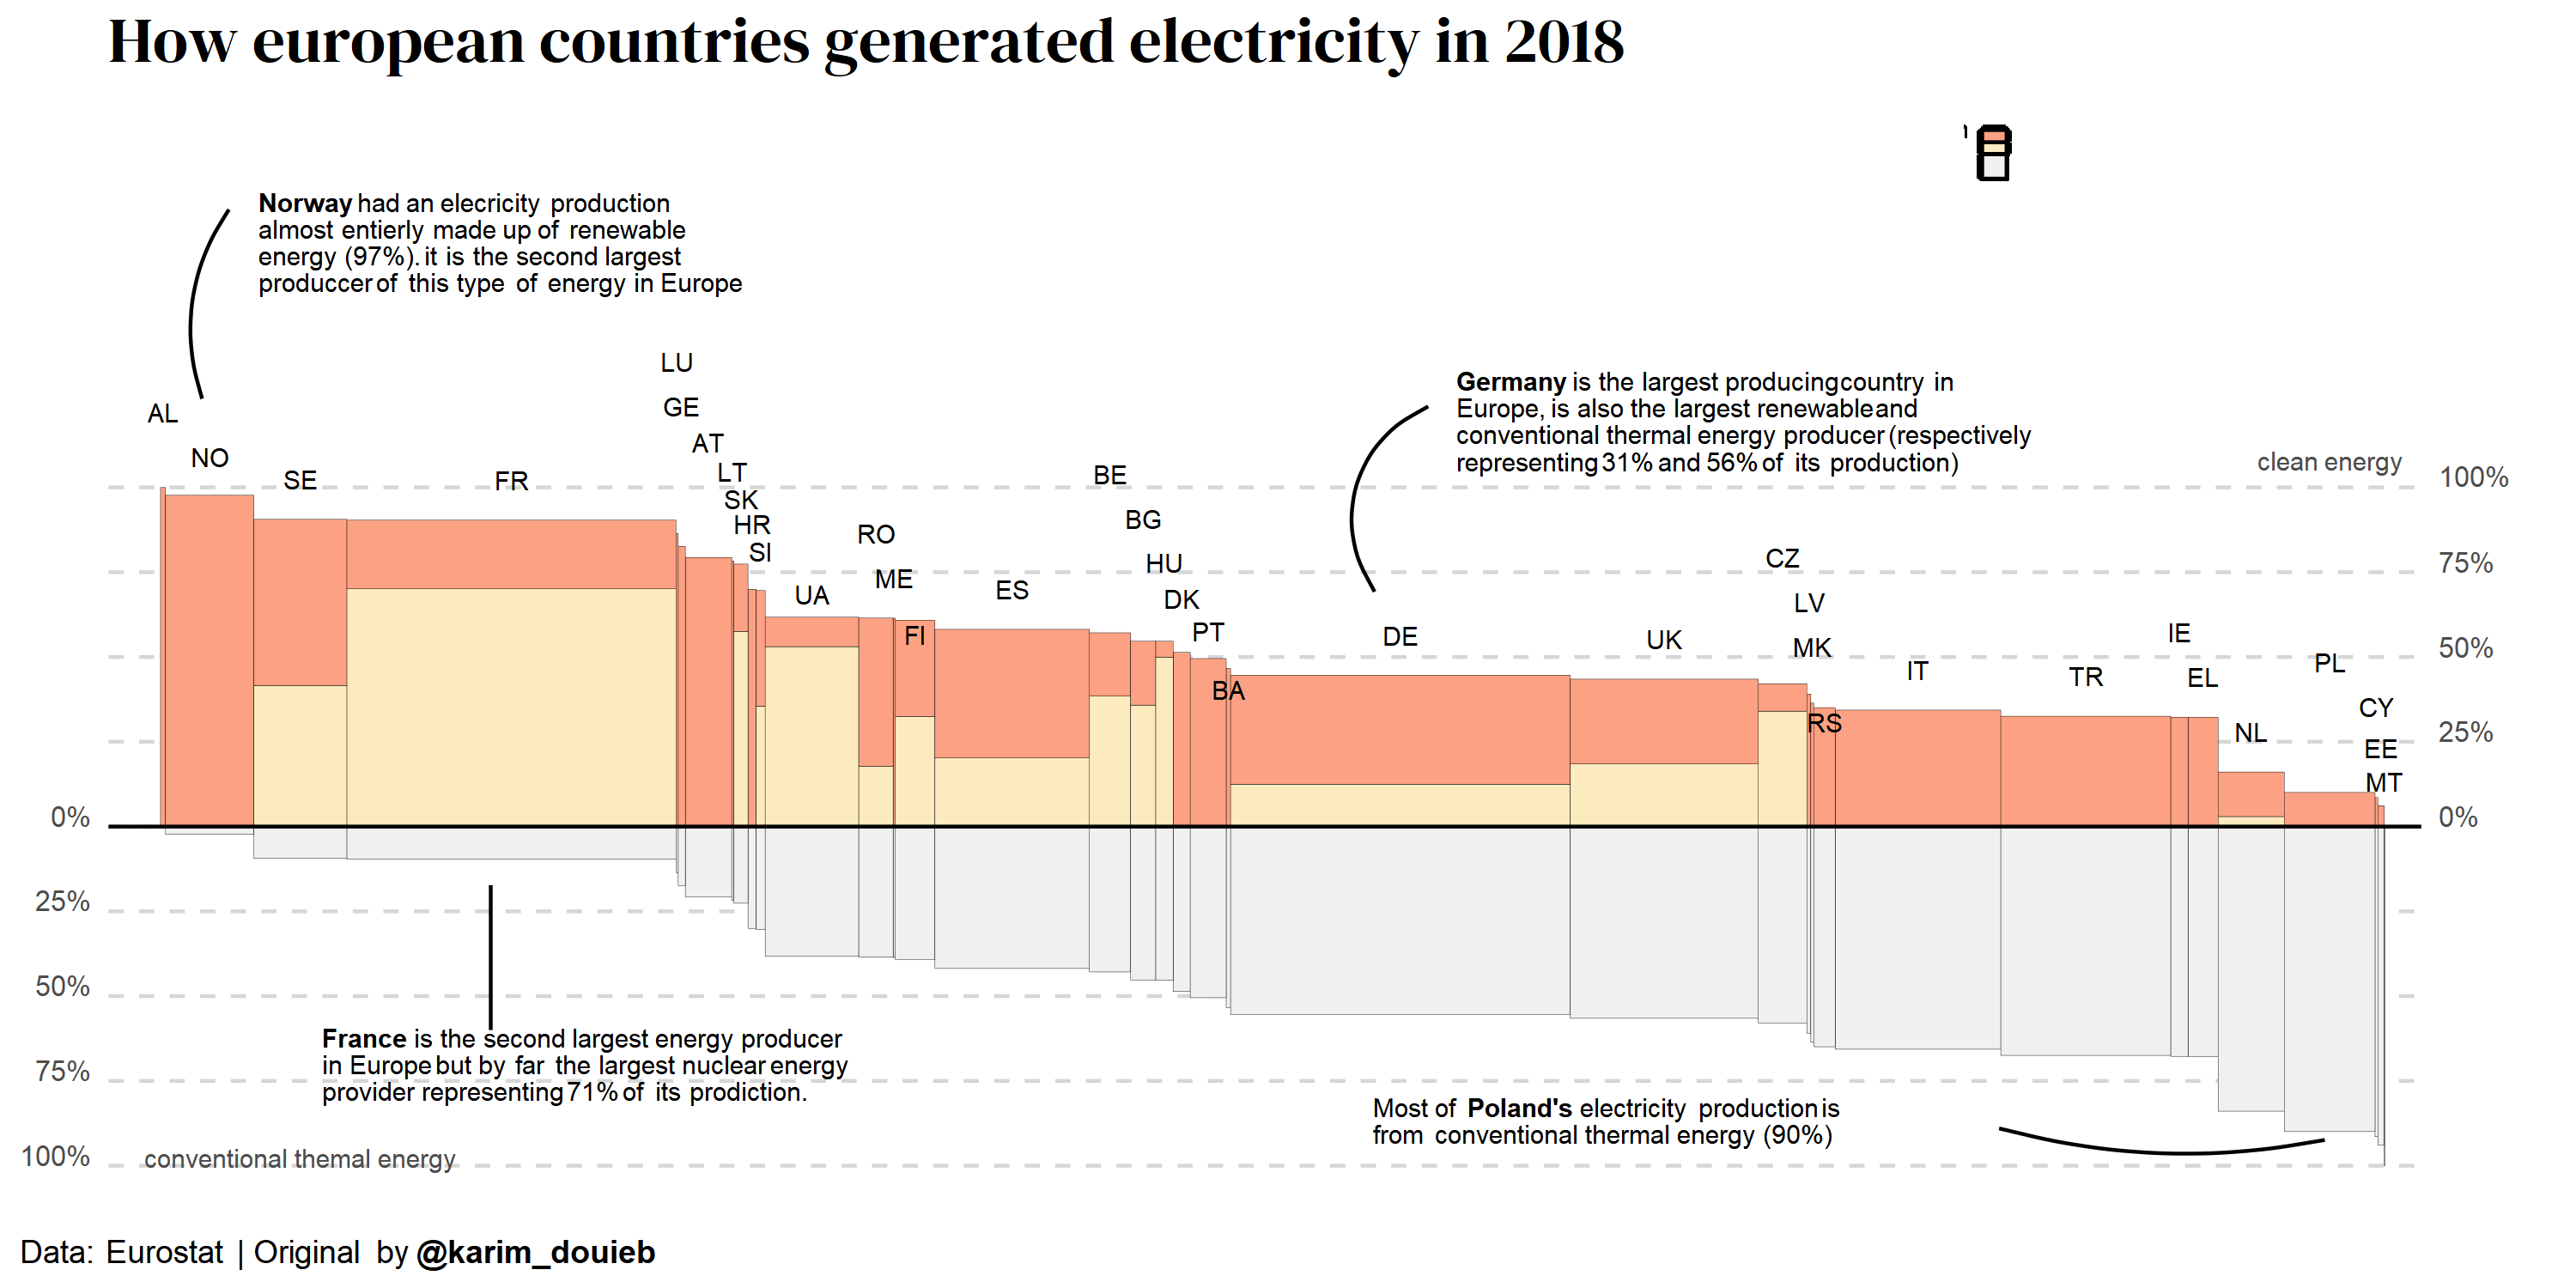 How european countries generated electricity in 2018
Norway had an elecricity production
almost entierly made up of renewable
energy (97%). it is the second largest
produccer of this type of energy in Europe
LU
GE
AL
AT
NO
LT
SE
FR
SK
HR
SI
RO
ME
UA
FI
ES
BE
BG
HU
DK
PT
BA
Germany is the largest producing country in
Europe, is also the largest renewable and
conventional thermal energy producer (respectively
representing 31% and 56% of its production)
DE
UK
CZ
LV
MK
RS
IT
TR
IE
EL
NL
PL
CY
EE
MT
clean energy
100%
75%
50%
25%
0%
0%
25%
50%
75%
100%
France is the second largest energy producer
in Europe but by far the largest nuclear energy
provider representing 71% of its prodiction.
Most of Poland's electricity production is
from conventional thermal energy (90%)
conventional themal energy
Data: Eurostat | Original by @karim_douieb